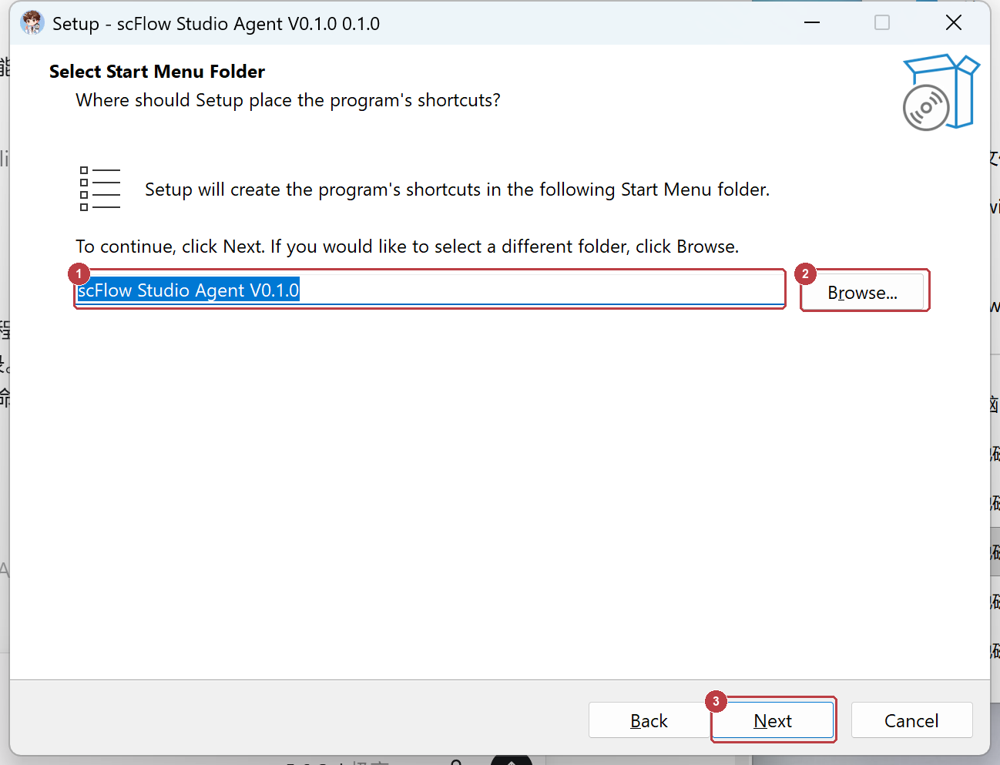 Setup - scFlow Studio Agent V0.1.0 0.1.0
Select Start Menu Folder
Where should Setup place the program's shortcuts?
Setup will create the program's shortcuts in the following Start Menu folder.
To continue, click Next. If you would like to select a different folder, click Browse.
1
2
scFlow Studio Agent V0.1.0
Browse...
3
Back
Next
Cancel